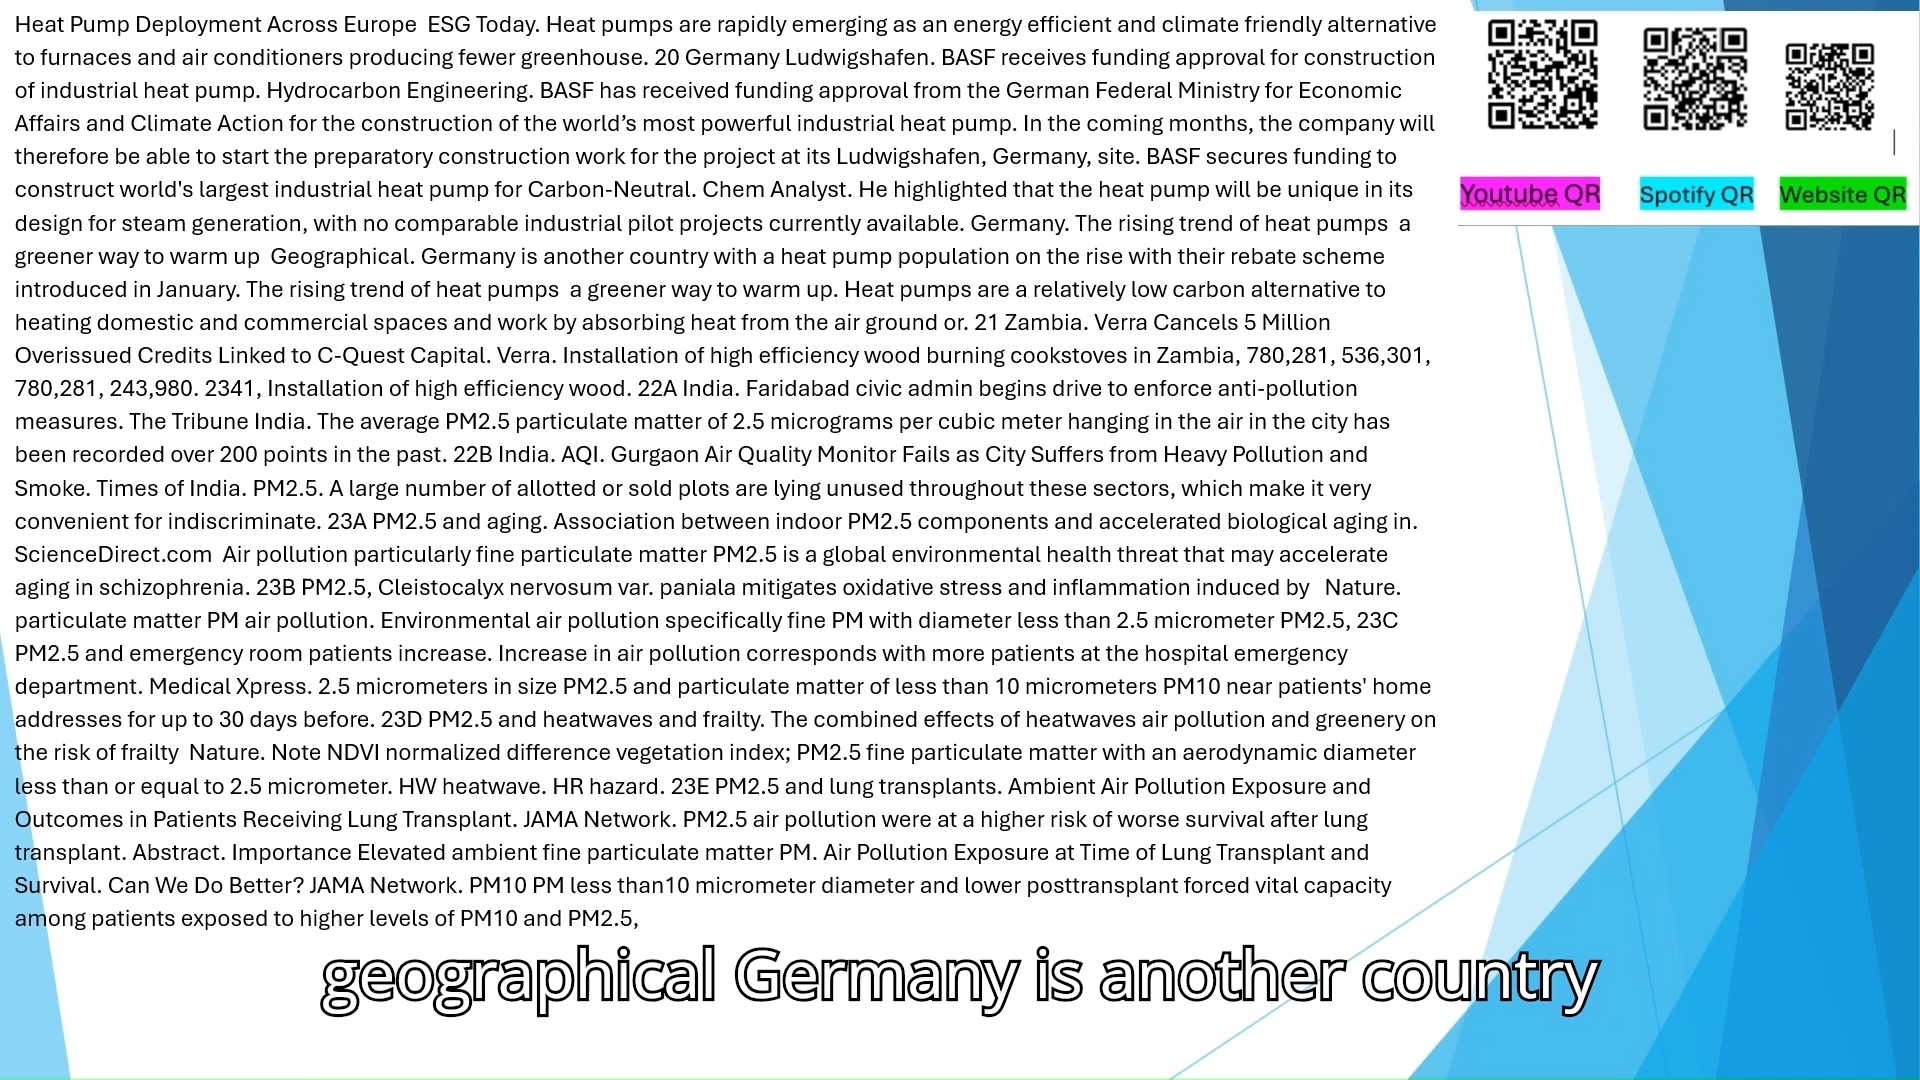 Heat Pump Deployment Across Europe  ESG Today. Heat pumps are rapidly emerging as an energy efficient and climate friendly alternative
to furnaces and air conditioners producing fewer greenhouse. 20 Germany Ludwigshafen. BASF receives funding approval for construction
of industrial heat pump. Hydrocarbon Engineering. BASF has received funding approval from the German Federal Ministry for Economic
Affairs and Climate Action for the construction of the world’s most powerful industrial heat pump. In the coming months, the company will
therefore be able to start the preparatory construction work for the project at its Ludwigshafen, Germany, site. BASF secures funding to
construct world's largest industrial heat pump for Carbon-Neutral. Chem Analyst. He highlighted that the heat pump will be unique in its
design for steam generation, with no comparable industrial pilot projects currently available. Germany. The rising trend of heat pumps  a
greener way to warm up  Geographical. Germany is another country with a heat pump population on the rise with their rebate scheme
introduced in January. The rising trend of heat pumps  a greener way to warm up. Heat pumps are a relatively low carbon alternative to
heating domestic and commercial spaces and work by absorbing heat from the air ground or. 21 Zambia. Verra Cancels 5 Million
Overissued Credits Linked to C-Quest Capital. Verra. Installation of high efficiency wood burning cookstoves in Zambia, 780,281, 536,301,
780,281, 243,980. 2341, Installation of high efficiency wood. 22A India. Faridabad civic admin begins drive to enforce anti-pollution
measures. The Tribune India. The average PM2.5 particulate matter of 2.5 micrograms per cubic meter hanging in the air in the city has
been recorded over 200 points in the past. 22B India. AQI. Gurgaon Air Quality Monitor Fails as City Suffers from Heavy Pollution and
Smoke. Times of India. PM2.5. A large number of allotted or sold plots are lying unused throughout these sectors, which make it very
convenient for indiscriminate. 23A PM2.5 and aging. Association between indoor PM2.5 components and accelerated biological aging in.
ScienceDirect.com  Air pollution particularly fine particulate matter PM2.5 is a global environmental health threat that may accelerate
aging in schizophrenia. 23B PM2.5, Cleistocalyx nervosum var. paniala mitigates oxidative stress and inflammation induced by   Nature.
particulate matter PM air pollution. Environmental air pollution specifically fine PM with diameter less than 2.5 micrometer PM2.5, 23C
PM2.5 and emergency room patients increase. Increase in air pollution corresponds with more patients at the hospital emergency
department. Medical Xpress. 2.5 micrometers in size PM2.5 and particulate matter of less than 10 micrometers PM10 near patients' home
addresses for up to 30 days before. 23D PM2.5 and heatwaves and frailty. The combined effects of heatwaves air pollution and greenery on
the risk of frailty  Nature. Note NDVI normalized difference vegetation index; PM2.5 fine particulate matter with an aerodynamic diameter
less than or equal to 2.5 micrometer. HW heatwave. HR hazard. 23E PM2.5 and lung transplants. Ambient Air Pollution Exposure and
Outcomes in Patients Receiving Lung Transplant. JAMA Network. PM2.5 air pollution were at a higher risk of worse survival after lung
transplant. Abstract. Importance Elevated ambient fine particulate matter PM. Air Pollution Exposure at Time of Lung Transplant and
Survival. Can We Do Better? JAMA Network. PM10 PM less than10 micrometer diameter and lower posttransplant forced vital capacity
among patients exposed to higher levels of PM10 and PM2.5,
Youtube QR
Spotify QR
Website QR
geographical Germany is another country